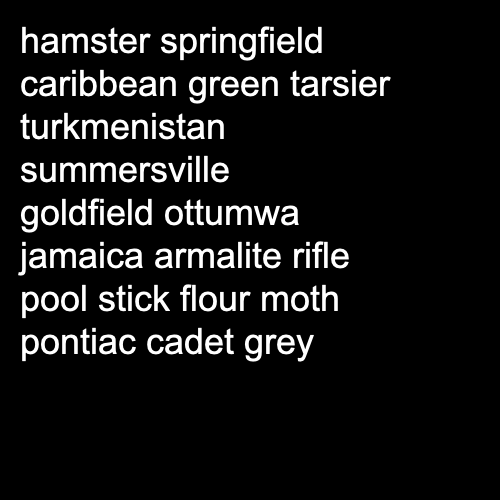 hamster springfield
caribbean green tarsier
turkmenistan
summersville
goldfield ottumwa
jamaica armalite rifle
pool stick flour moth
pontiac cadet grey